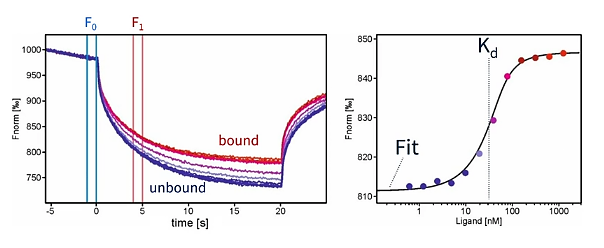 F0 F1
1000
950
900
850
800
750
Fnorm [‰]
bound
unbound
-5 0 5 10 15 20
time [s]
850
840
830
820
810
Fnorm [‰]
Kd
Fit
1 10 100 1000
Ligand [nM]